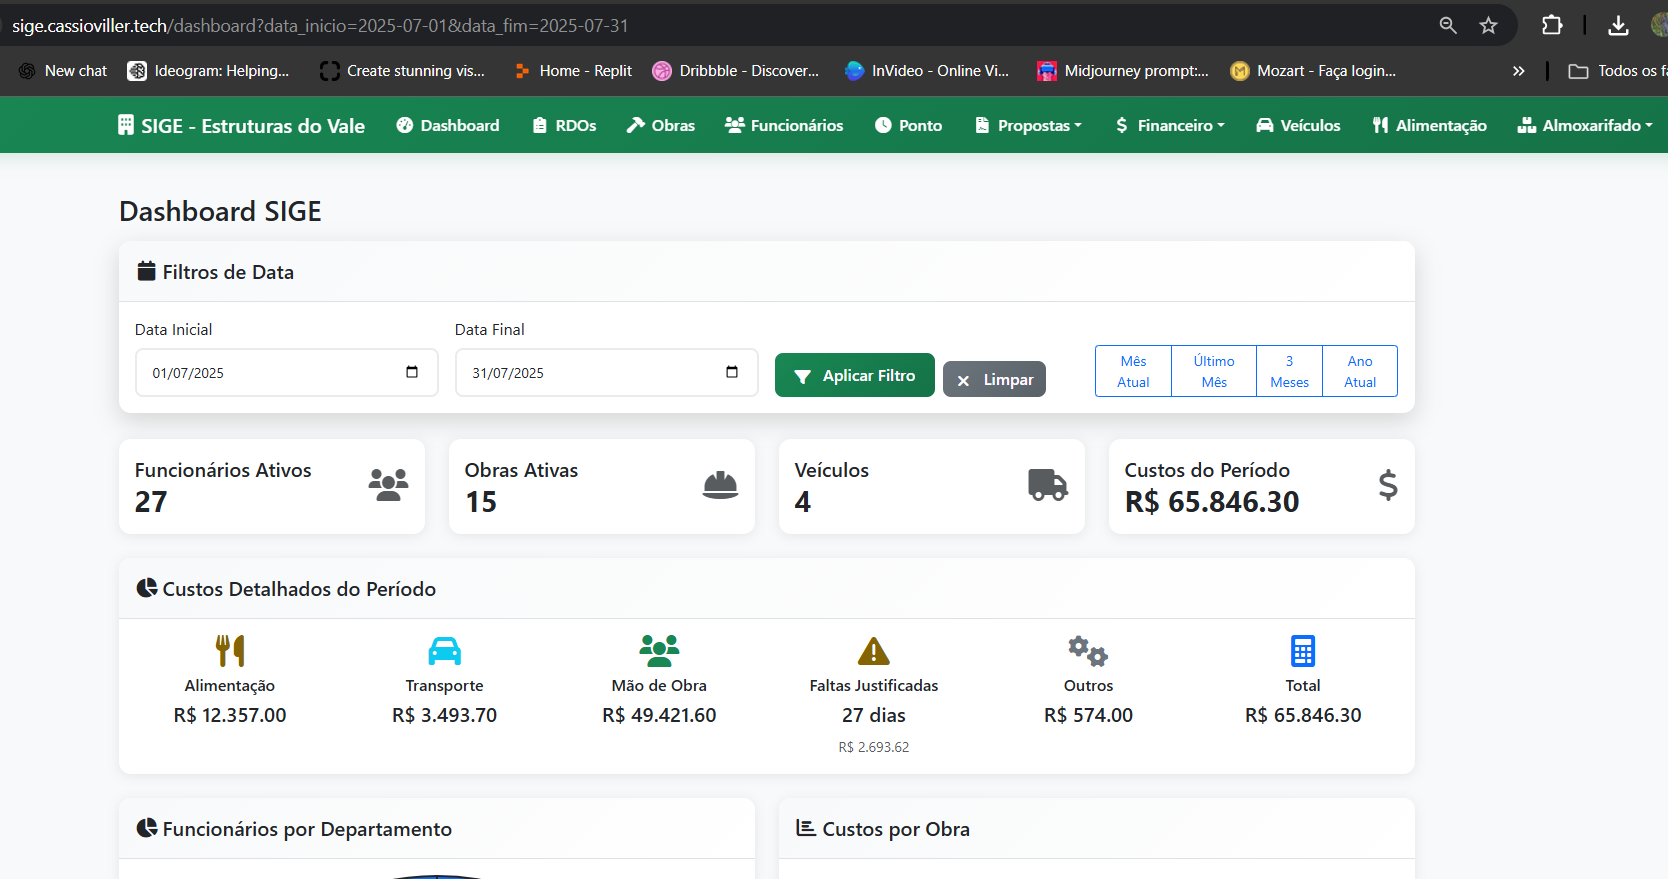 sige.cassioviller.tech/dashboard?data_inicio=2025-07-01&data_fim=2025-07-31
New chat Ideogram: Helping... Create stunning vis... Home - Replit Dribbble - Discover... InVideo - Online Vi... Midjourney prompt:... Mozart - Faça login... Todos os
SIGE - Estruturas do Vale Dashboard RDOs Obras Funcionários Ponto Propostas Financeiro Veículos Alimentação Almoxarifado
Dashboard SIGE
Filtros de Data
Data Inicial Data Final
01/07/2025 31/07/2025 Aplicar Filtro Limpar
Mês Atual
Último Mês
3 Meses
Ano Atual
Funcionários Ativos
27
Obras Ativas
15
Veículos
4
Custos do Período
R$ 65.846.30
Custos Detalhados do Período
Alimentação
R$ 12.357.00
Transporte
R$ 3.493.70
Mão de Obra
R$ 49.421.60
Faltas Justificadas
27 dias
R$ 2.693.62
Outros
R$ 574.00
Total
R$ 65.846.30
Funcionários por Departamento
Custos por Obra